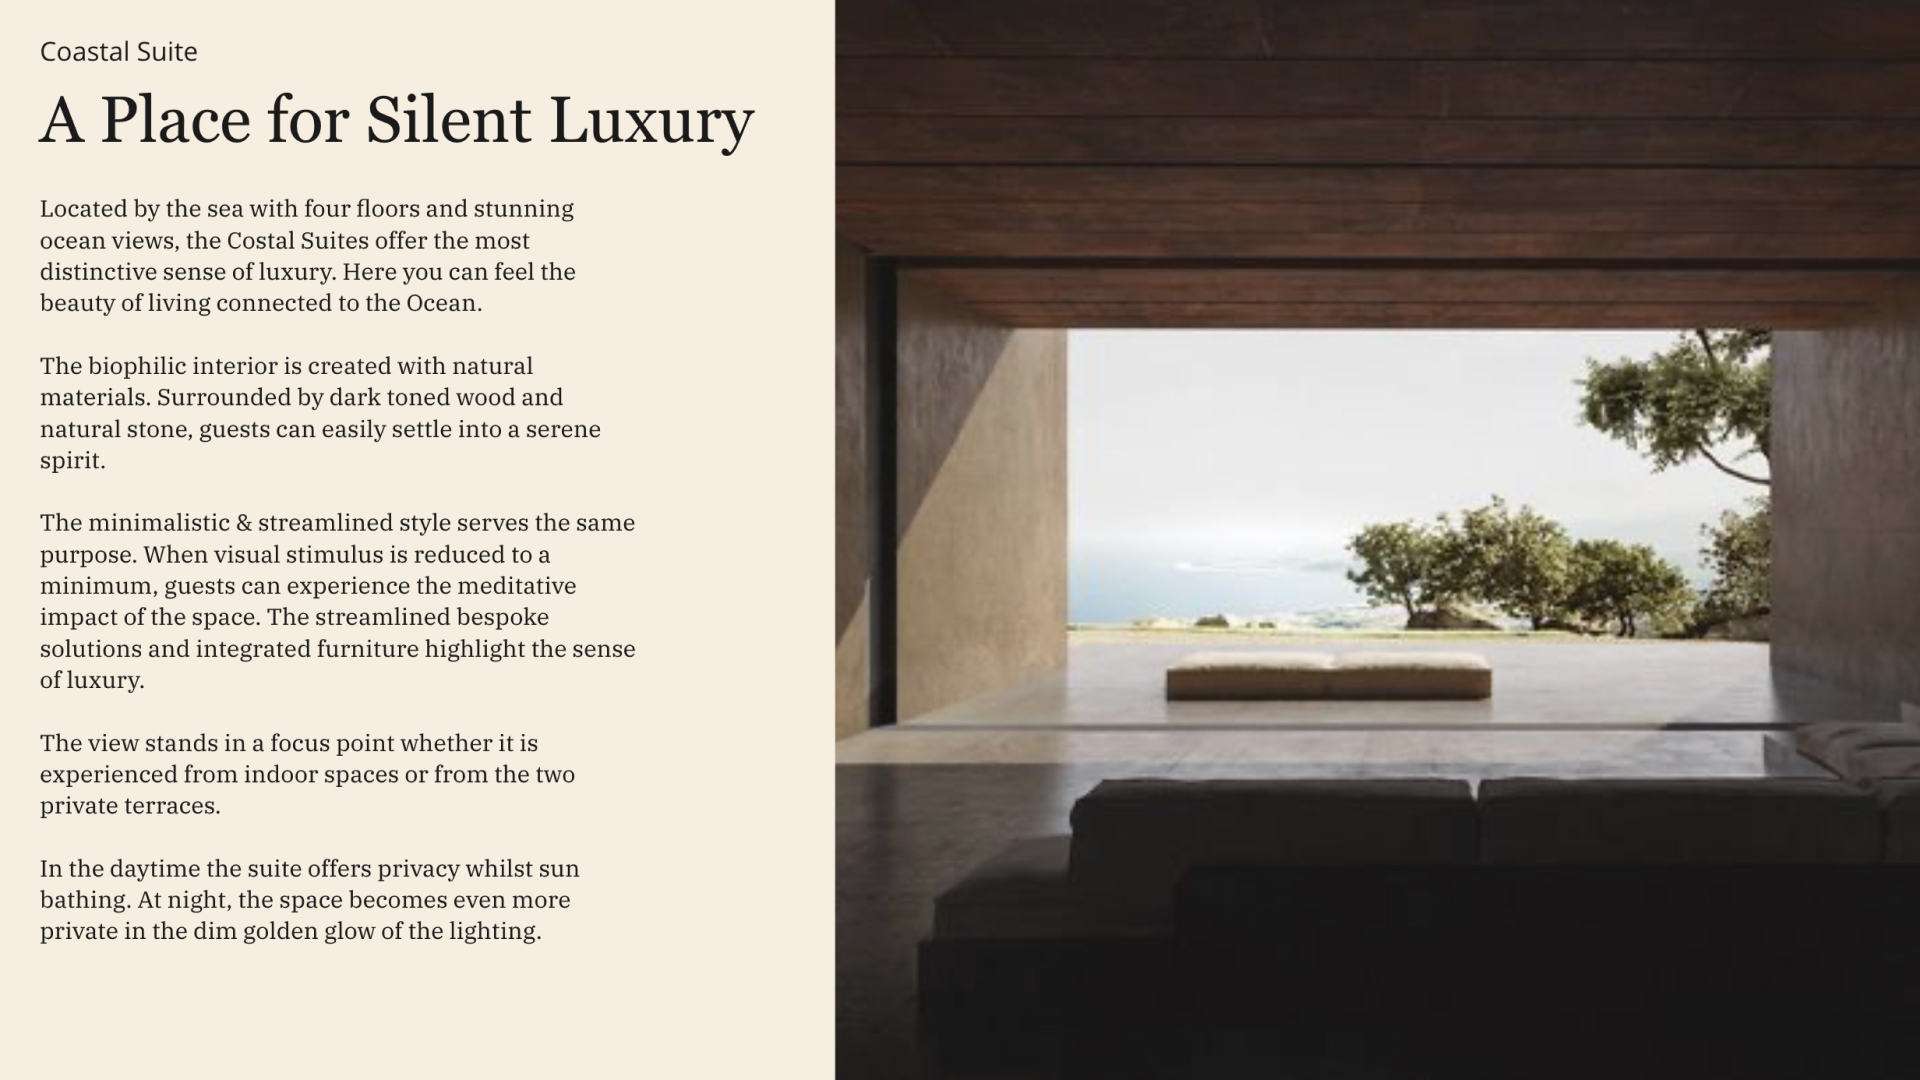 Coastal Suite
A Place for Silent Luxury
Located by the sea with four floors and stunning
ocean views, the Costal Suites offer the most
distinctive sense of luxury. Here you can feel the
beauty of living connected to the Ocean.
The biophilic interior is created with natural
materials. Surrounded by dark toned wood and
natural stone, guests can easily settle into a serene
spirit.
The minimalistic & streamlined style serves the same
purpose. When visual stimulus is reduced to a
minimum, guests can experience the meditative
impact of the space. The streamlined bespoke
solutions and integrated furniture highlight the sense
of luxury.
The view stands in a focus point whether it is
experienced from indoor spaces or from the two
private terraces.
In the daytime the suite offers privacy whilst sun
bathing. At night, the space becomes even more
private in the dim golden glow of the lighting.